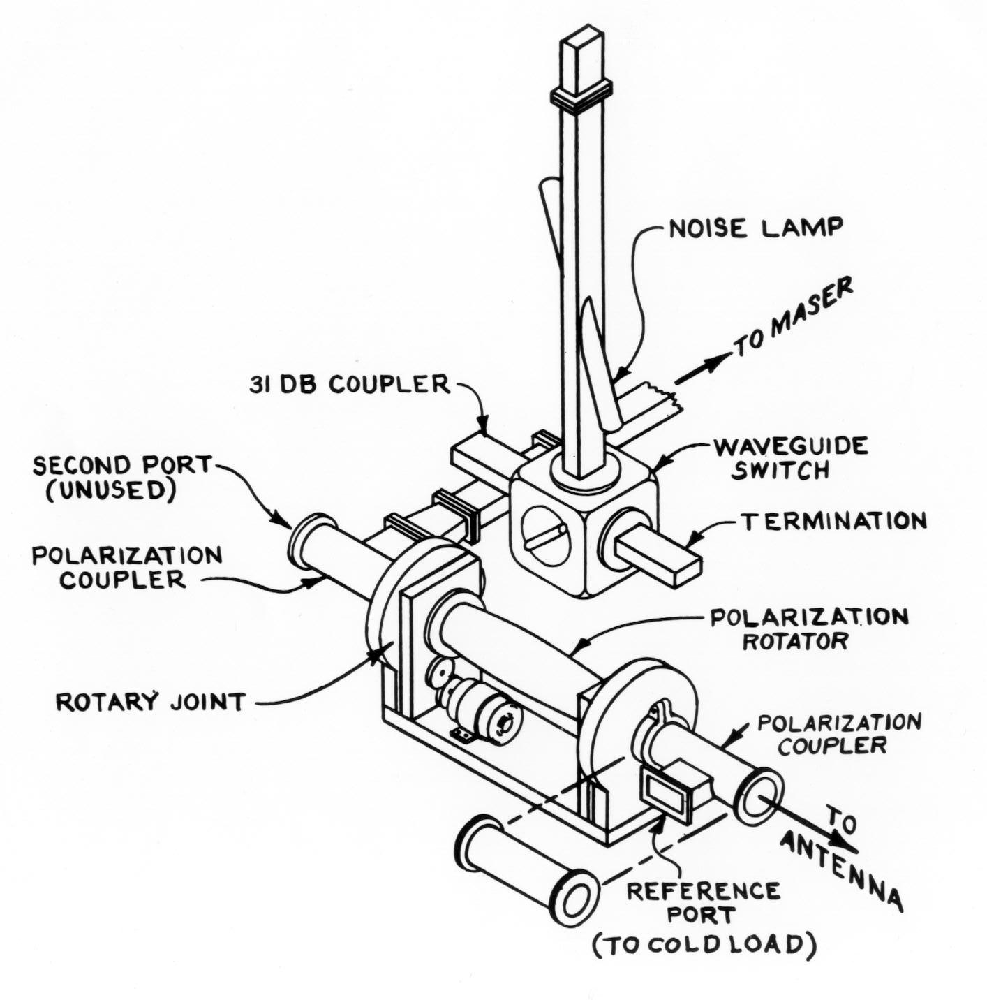 NOISE LAMP
TO MASER
31 DB COUPLER
WAVEGUIDE
SWITCH
SECOND PORT
(UNUSED)
TERMINATION
POLARIZATION
COUPLER
POLARIZATION
ROTATOR
ROTARY JOINT
POLARIZATION
COUPLER
TO
ANTENNA
REFERENCE
PORT
(TO COLD LOAD)